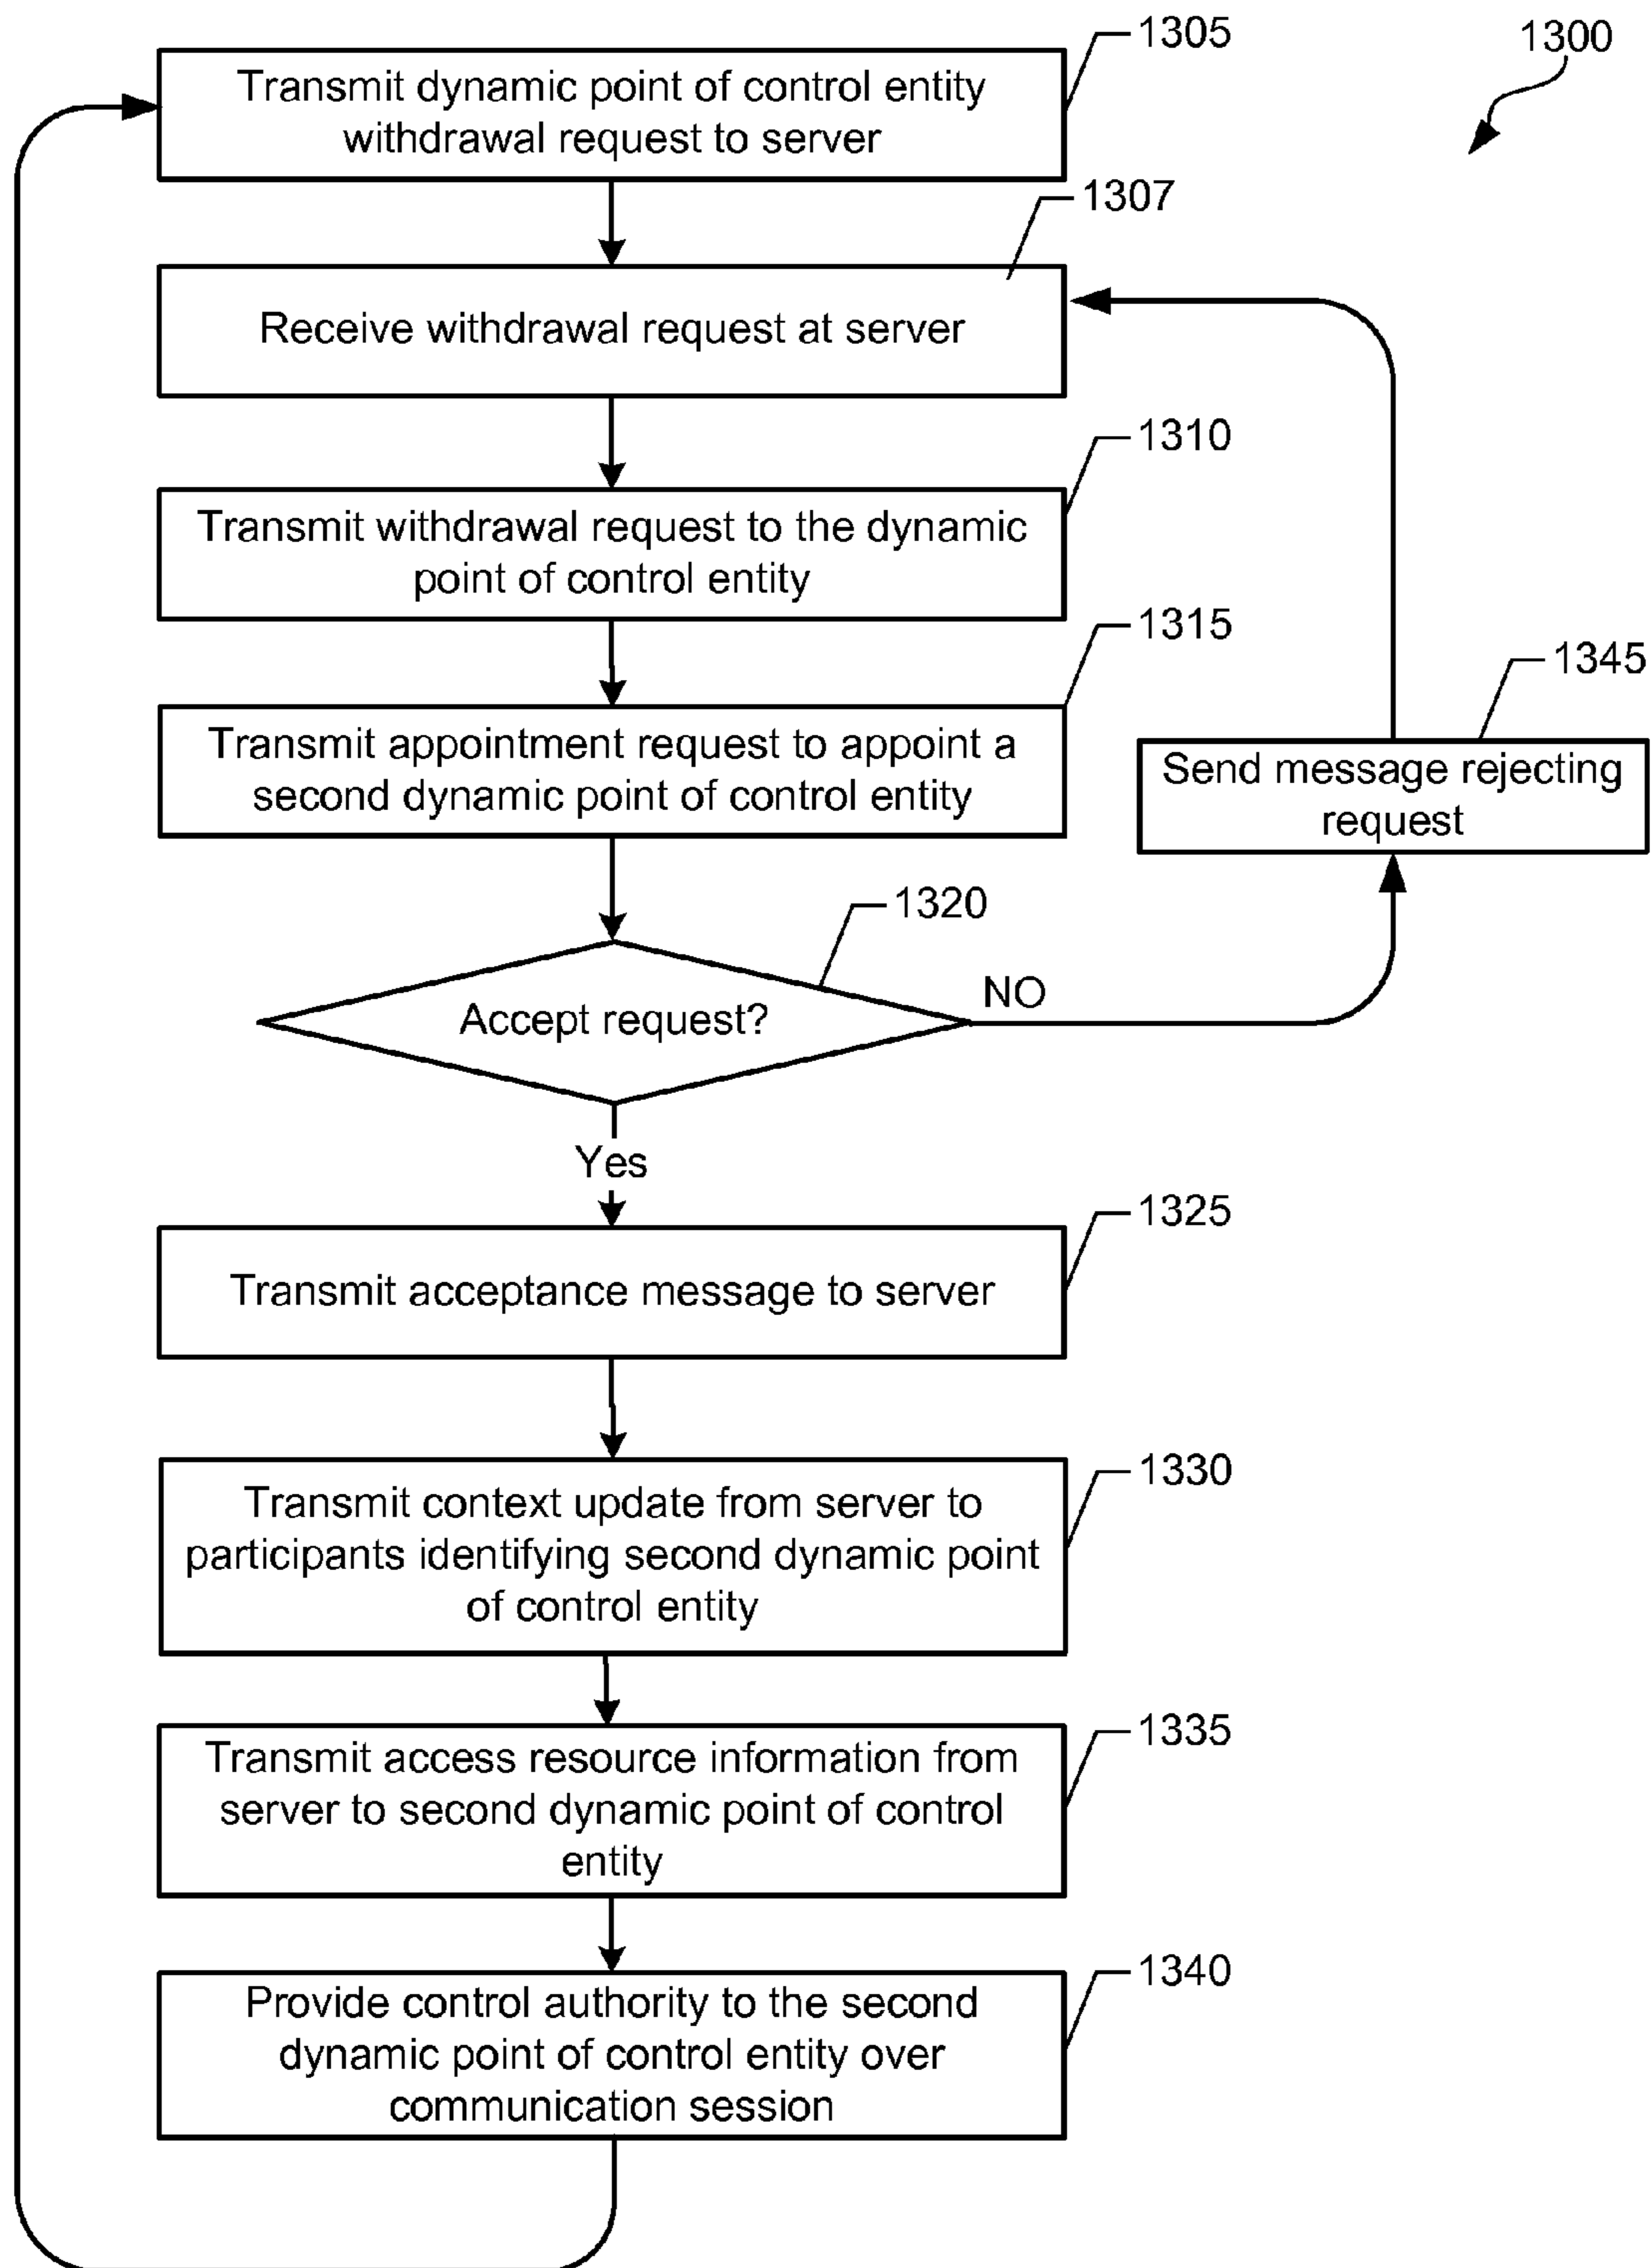 1305
1300
Transmit dynamic point of control entity
withdrawal request to server
1307
Receive withdrawal request at server
1310
Transmit withdrawal request to the dynamic
point of control entity
1315
Transmit appointment request to appoint a
second dynamic point of control entity
1345
Send message rejecting
request
1320
Accept request?
NO
Yes
1325
Transmit acceptance message to server
1330
Transmit context update from server to
participants identifying second dynamic point
of control entity
1335
Transmit access resource information from
server to second dynamic point of control
entity
1340
Provide control authority to the second
dynamic point of control entity over
communication session